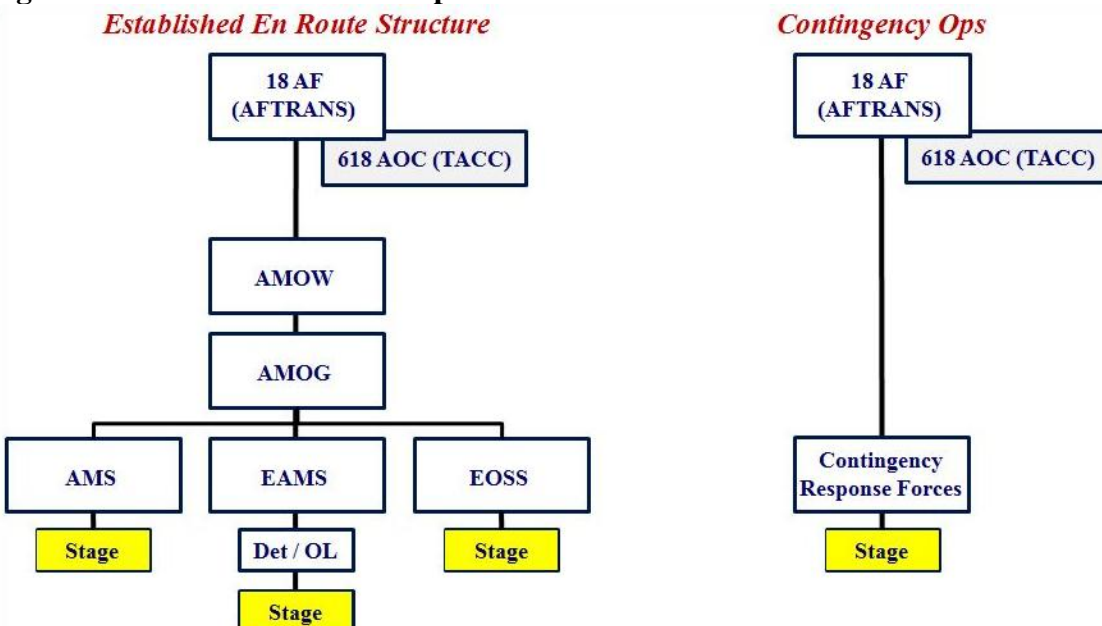 Established En Route Structure
Contingency Ops
18 AF
(AFTRANS)
618 AOC (TACC)
18 AF
(AFTRANS)
618 AOC (TACC)
AMOW
AMOG
AMS
EAMS
EOSS
Contingency
Response Forces
Stage
Det / OL
Stage
Stage
Stage